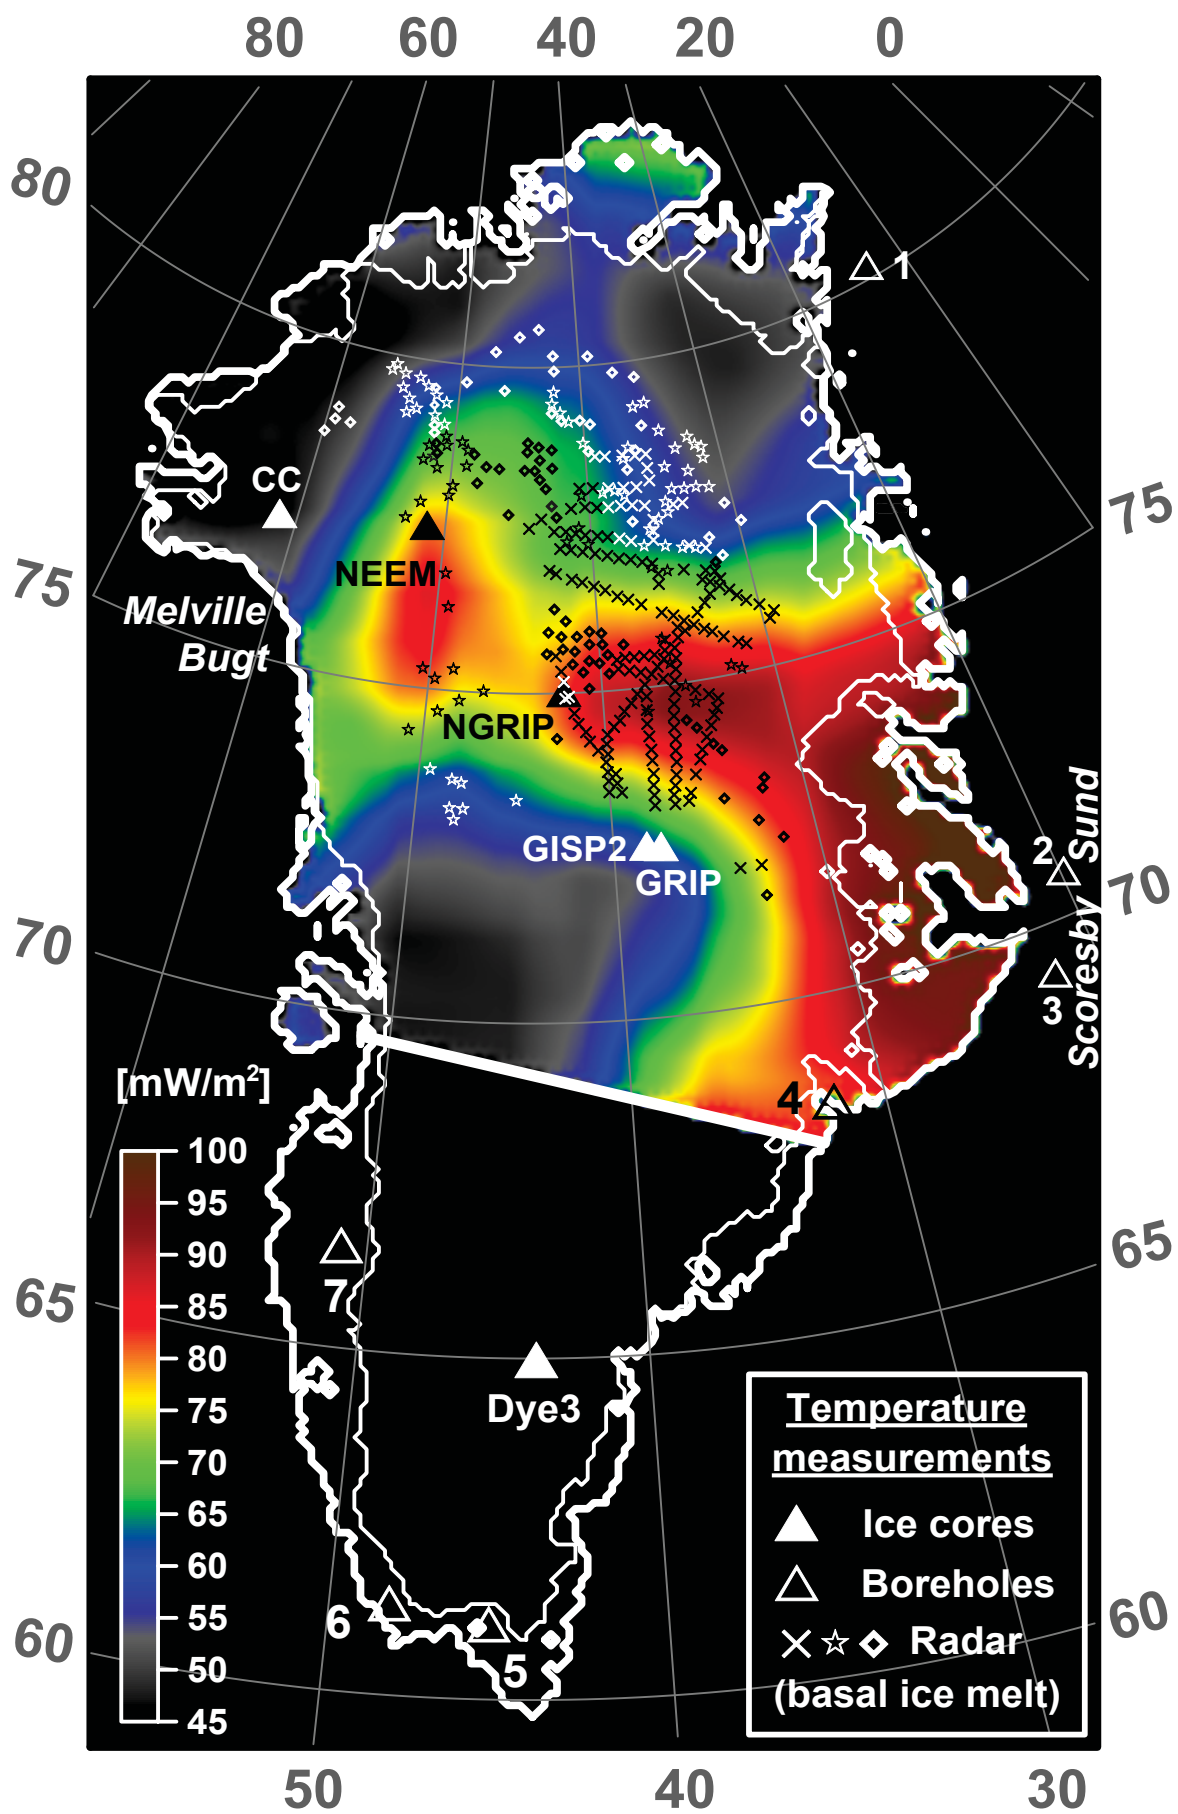 80 60 40 20 0
80
1
CC
75
75
NEEM
Melville
Bugt
NGRIP
GISP2
GRIP
2
Scoresby Sund
70
70
3
[mW/m²]
4
100
95
90
85
80
75
70
65
60
55
50
45
65
65
7
Dye3
Temperature
measurements
Ice cores
Boreholes
Radar
(basal ice melt)
6
5
60
60
50 40 30